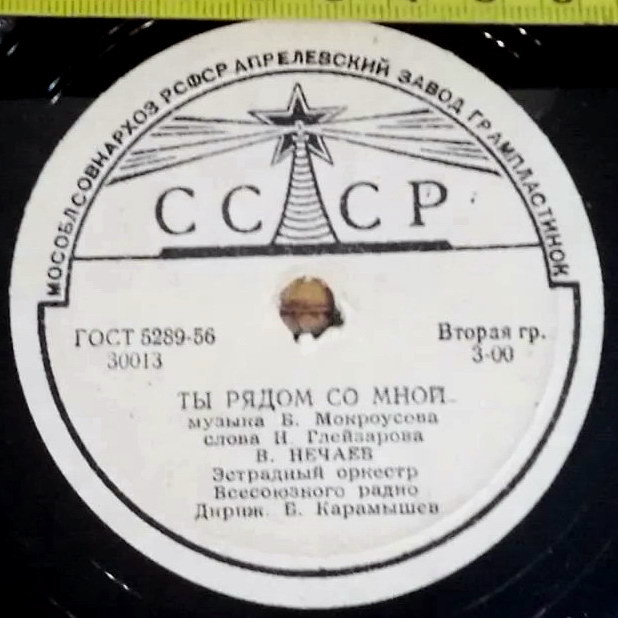 МОСОБЛСОВНАРХОЗ РСФСР АПРЕЛЕВСКИЙ ЗАВОД ГРАМПЛАСТИНОК
СССР
ГОСТ 5289-56
30013
Вторая гр.
3-00
ТЫ РЯДОМ СО МНОЙ
музыка Б. Мокроусова
слова И. Глейзарова
В. НЕЧАЕВ
Эстрадный оркестр
Всесоюзного радио
Дириж. Б. Карамышев